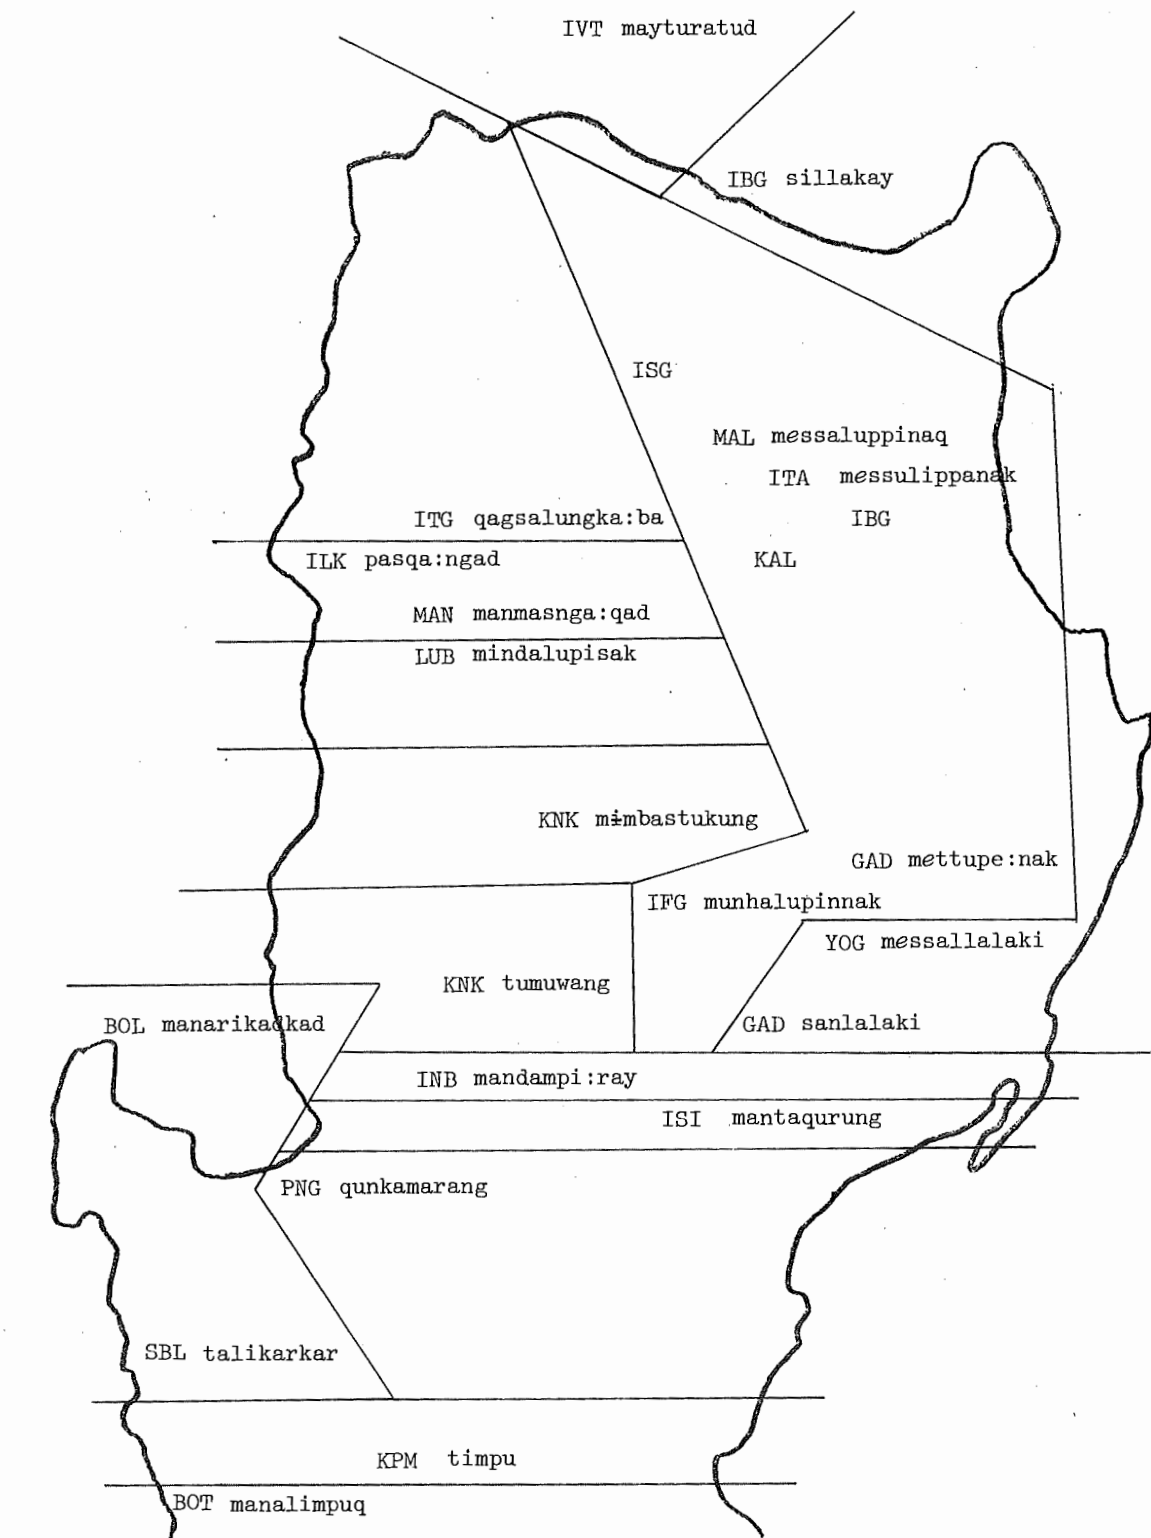 IVT mayturatud
IBG sillakay
ISG
MAL messaluppinaq
ITA messulippanak
ITG qagsalungka:ba
IBG
ILK pasqa:ngad
KAL
MAN manmasnga:qad
LUB mindalupisak
KNK mɨmbastukung
GAD mettupe:nak
IFG munhalupinnak
YOG messallalaki
KNK tumuwang
BOL manarikadkad
GAD sanlalaki
INB mandampi:ray
ISI mantaqurung
PNG qunkamarang
SBL talikarkar
KPM timpu
BOT manalimpuq